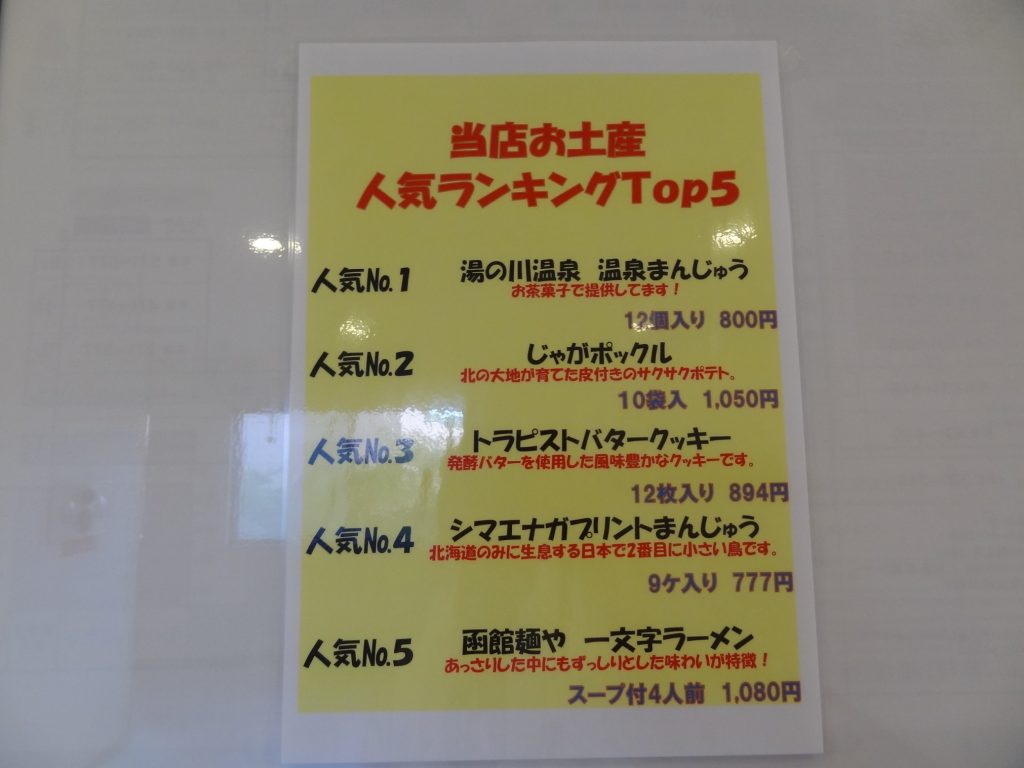 当店お土産
人気ランキングTop5
人気No.1 湯の川温泉 温泉まんじゅう
お茶菓子で提供してます!
12個入り 800円
人気No.2 じゃがポックル
北の大地が育てた皮付きのサクサクポテト。
10袋入 1,050円
人気No.3 トラピストバタークッキー
発酵バターを使用した風味豊かなクッキーです。
12枚入り 894円
人気No.4 シマエナガプリントまんじゅう
北海道のみに生息する日本で2番目に小さい鳥です。
9ケ入り 777円
人気No.5 函館麺や 一文字ラーメン
あっさりした中にもずっしりとした味わいが特徴!
スープ付4人前 1,080円